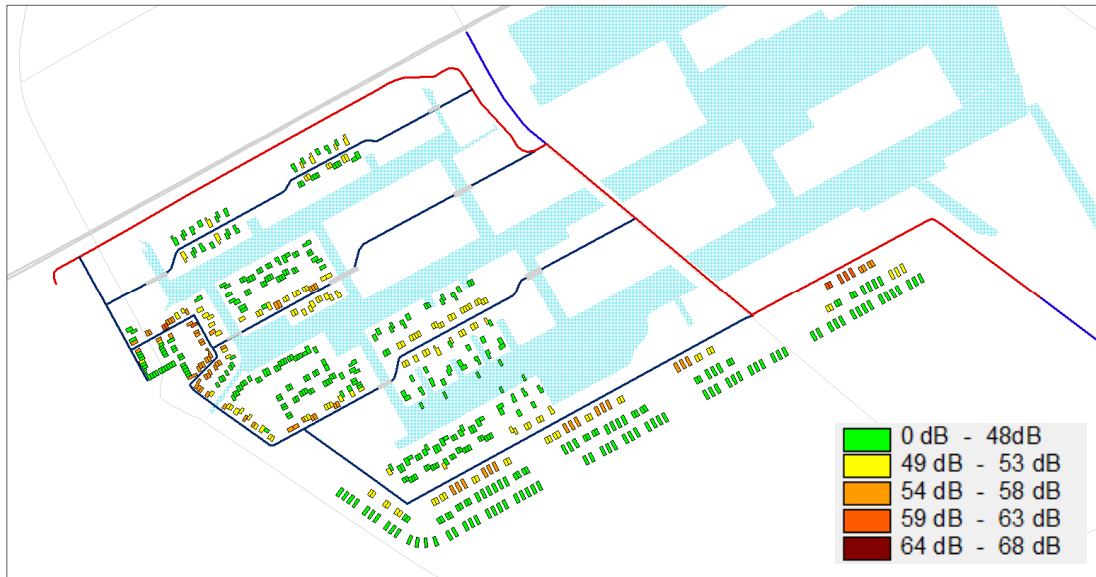 0 dB - 48dB
49 dB - 53 dB
54 dB - 58 dB
59 dB - 63 dB
64 dB - 68 dB